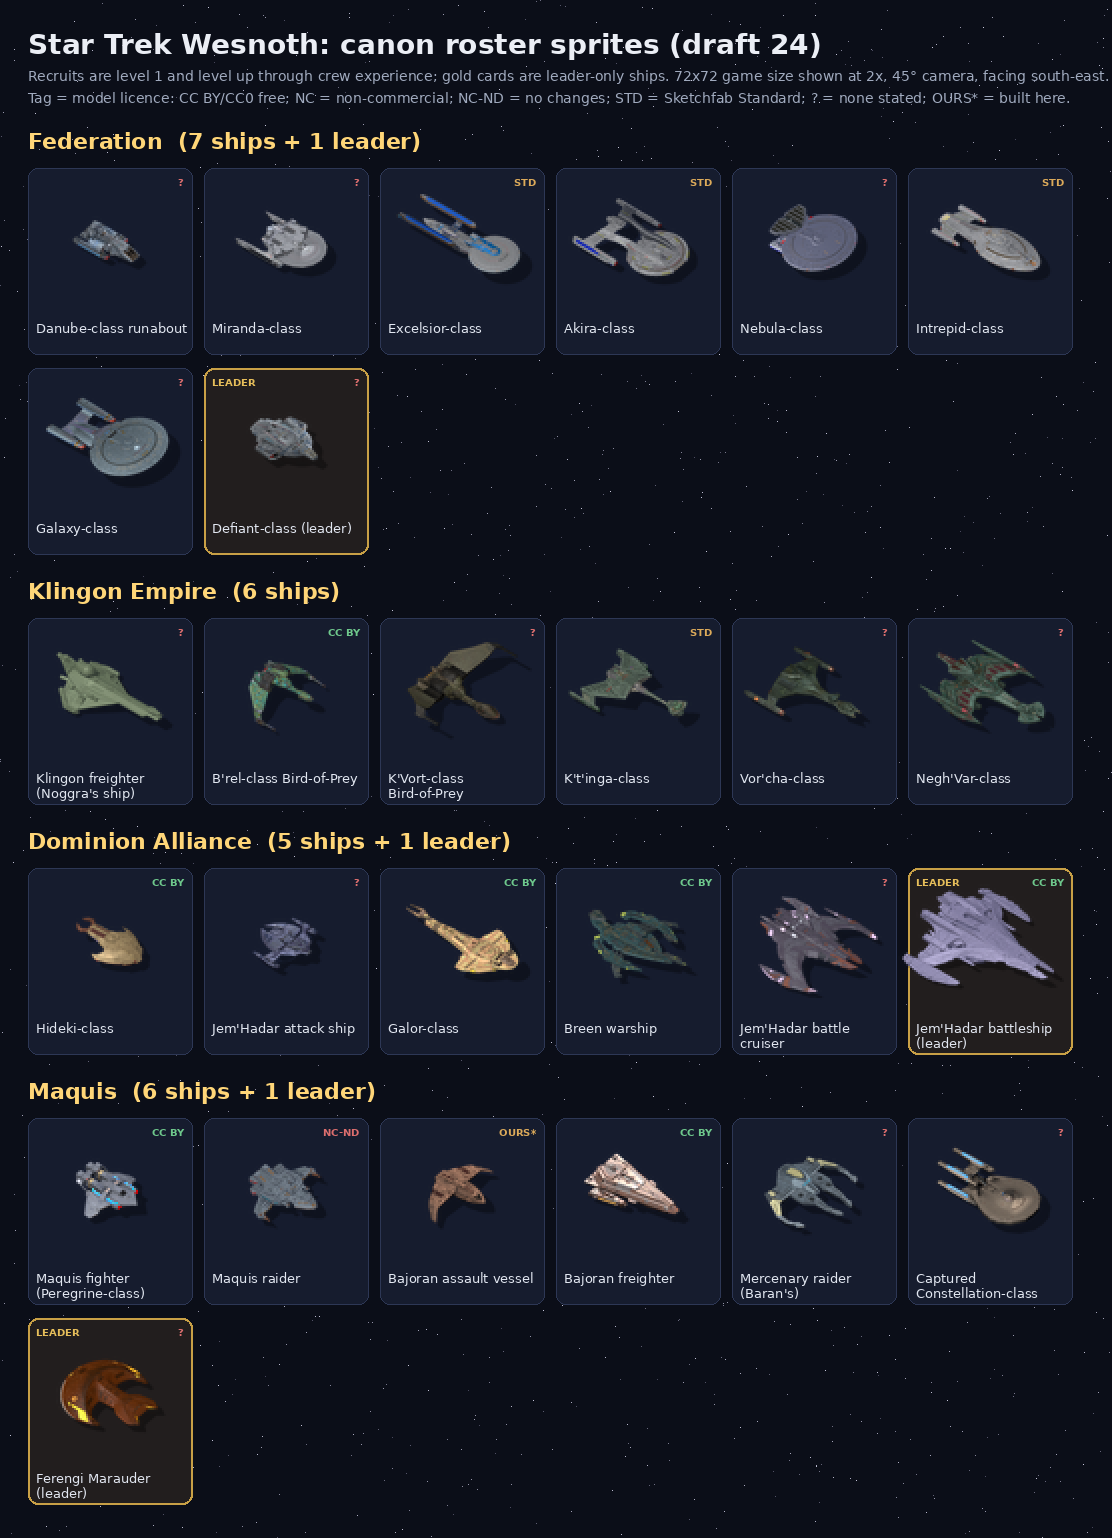 Star Trek Wesnoth: canon roster sprites (draft 24)
Recruits are level 1 and level up through crew experience; gold cards are leader-only ships. 72x72 game size shown at 2x, 45° camera, facing south-east.
Tag = model licence: CC BY/CC0 free; NC = non-commercial; NC-ND = no changes; STD = Sketchfab Standard; ? = none stated; OURS* = built here.
Federation (7 ships + 1 leader)
?
?
STD
STD
?
STD
Danube-class runabout
Miranda-class
Excelsior-class
Akira-class
Nebula-class
Intrepid-class
?
LEADER
?
Galaxy-class
Defiant-class (leader)
Klingon Empire (6 ships)
?
CC BY
?
STD
?
?
Klingon freighter
(Noggra's ship)
B'rel-class Bird-of-Prey
K'Vort-class
Bird-of-Prey
K't'inga-class
Vor'cha-class
Negh'Var-class
Dominion Alliance (5 ships + 1 leader)
CC BY
?
CC BY
CC BY
?
LEADER
CC BY
Hideki-class
Jem'Hadar attack ship
Galor-class
Breen warship
Jem'Hadar battle
cruiser
Jem'Hadar battleship
(leader)
Maquis (6 ships + 1 leader)
CC BY
NC-ND
OURS*
CC BY
?
?
Maquis fighter
(Peregrine-class)
Maquis raider
Bajoran assault vessel
Bajoran freighter
Mercenary raider
(Baran's)
Captured
Constellation-class
LEADER
?
Ferengi Marauder
(leader)